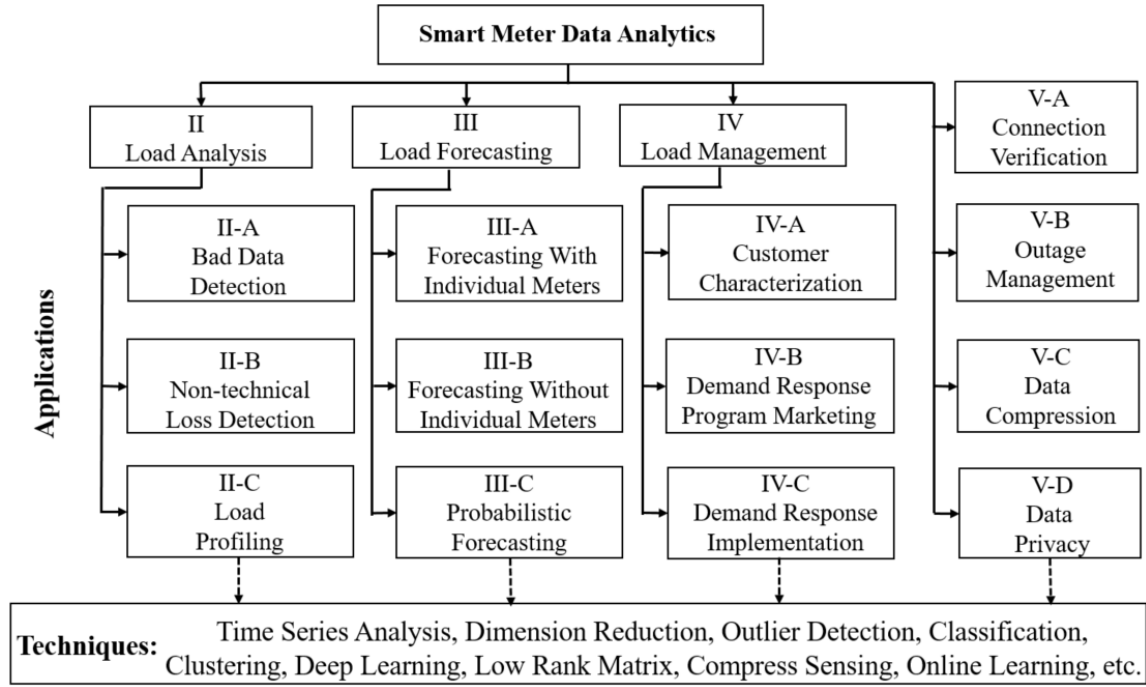 Smart Meter Data Analytics
II
Load Analysis
III
Load Forecasting
IV
Load Management
V-A
Connection
Verification
Applications
II-A
Bad Data
Detection
III-A
Forecasting With
Individual Meters
IV-A
Customer
Characterization
V-B
Outage
Management
II-B
Non-technical
Loss Detection
III-B
Forecasting Without
Individual Meters
IV-B
Demand Response
Program Marketing
V-C
Data
Compression
II-C
Load
Profiling
III-C
Probabilistic
Forecasting
IV-C
Demand Response
Implementation
V-D
Data
Privacy
Techniques: Time Series Analysis, Dimension Reduction, Outlier Detection, Classification,
Clustering, Deep Learning, Low Rank Matrix, Compress Sensing, Online Learning, etc.